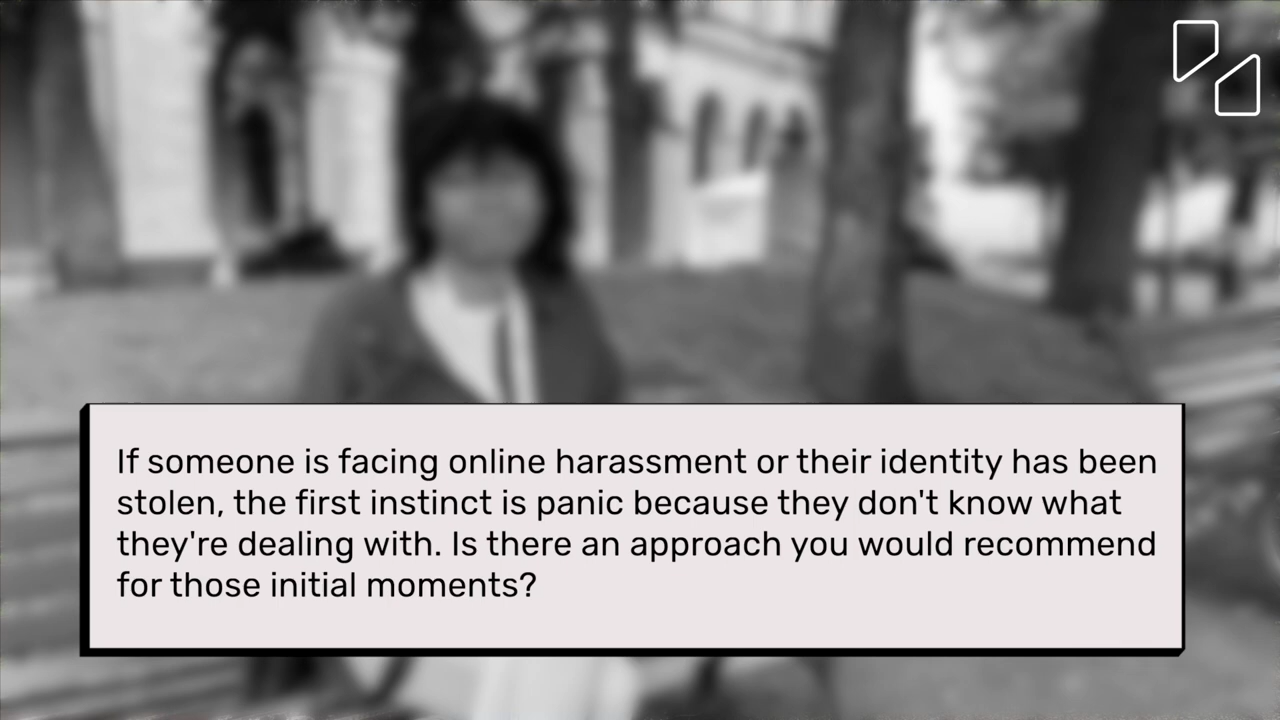 If someone is facing online harassment or their identity has been
stolen, the first instinct is panic because they don't know what
they're dealing with. Is there an approach you would recommend
for those initial moments?